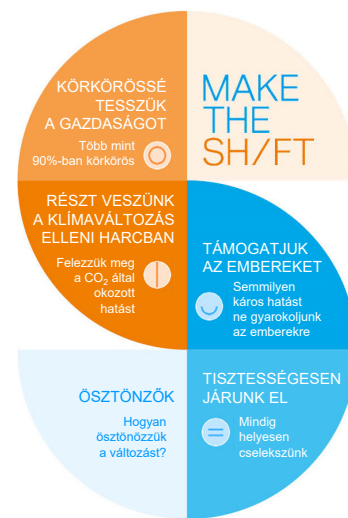 KÖRKÖRÖSSÉ
TESSZÜK
A GAZDASÁGOT
Több mint
90%-ban körkörös
MAKE
THE
SH/FT
RÉSZT VESZÜNK
A KLÍMAVÁLTOZÁS
ELLENI HARCBAN
Felezzük meg
a CO₂ által
okozott
hatást
TÁMOGATJUK
AZ EMBEREKET
Semmilyen
káros hatást
ne gyarokoljunk
az emberekre
ÖSZTÖNZŐK
Hogyan
ösztönözzük
a változást?
TISZTESSÉGESEN
JÁRUNK EL
Mindig
helyesen
cselekszünk